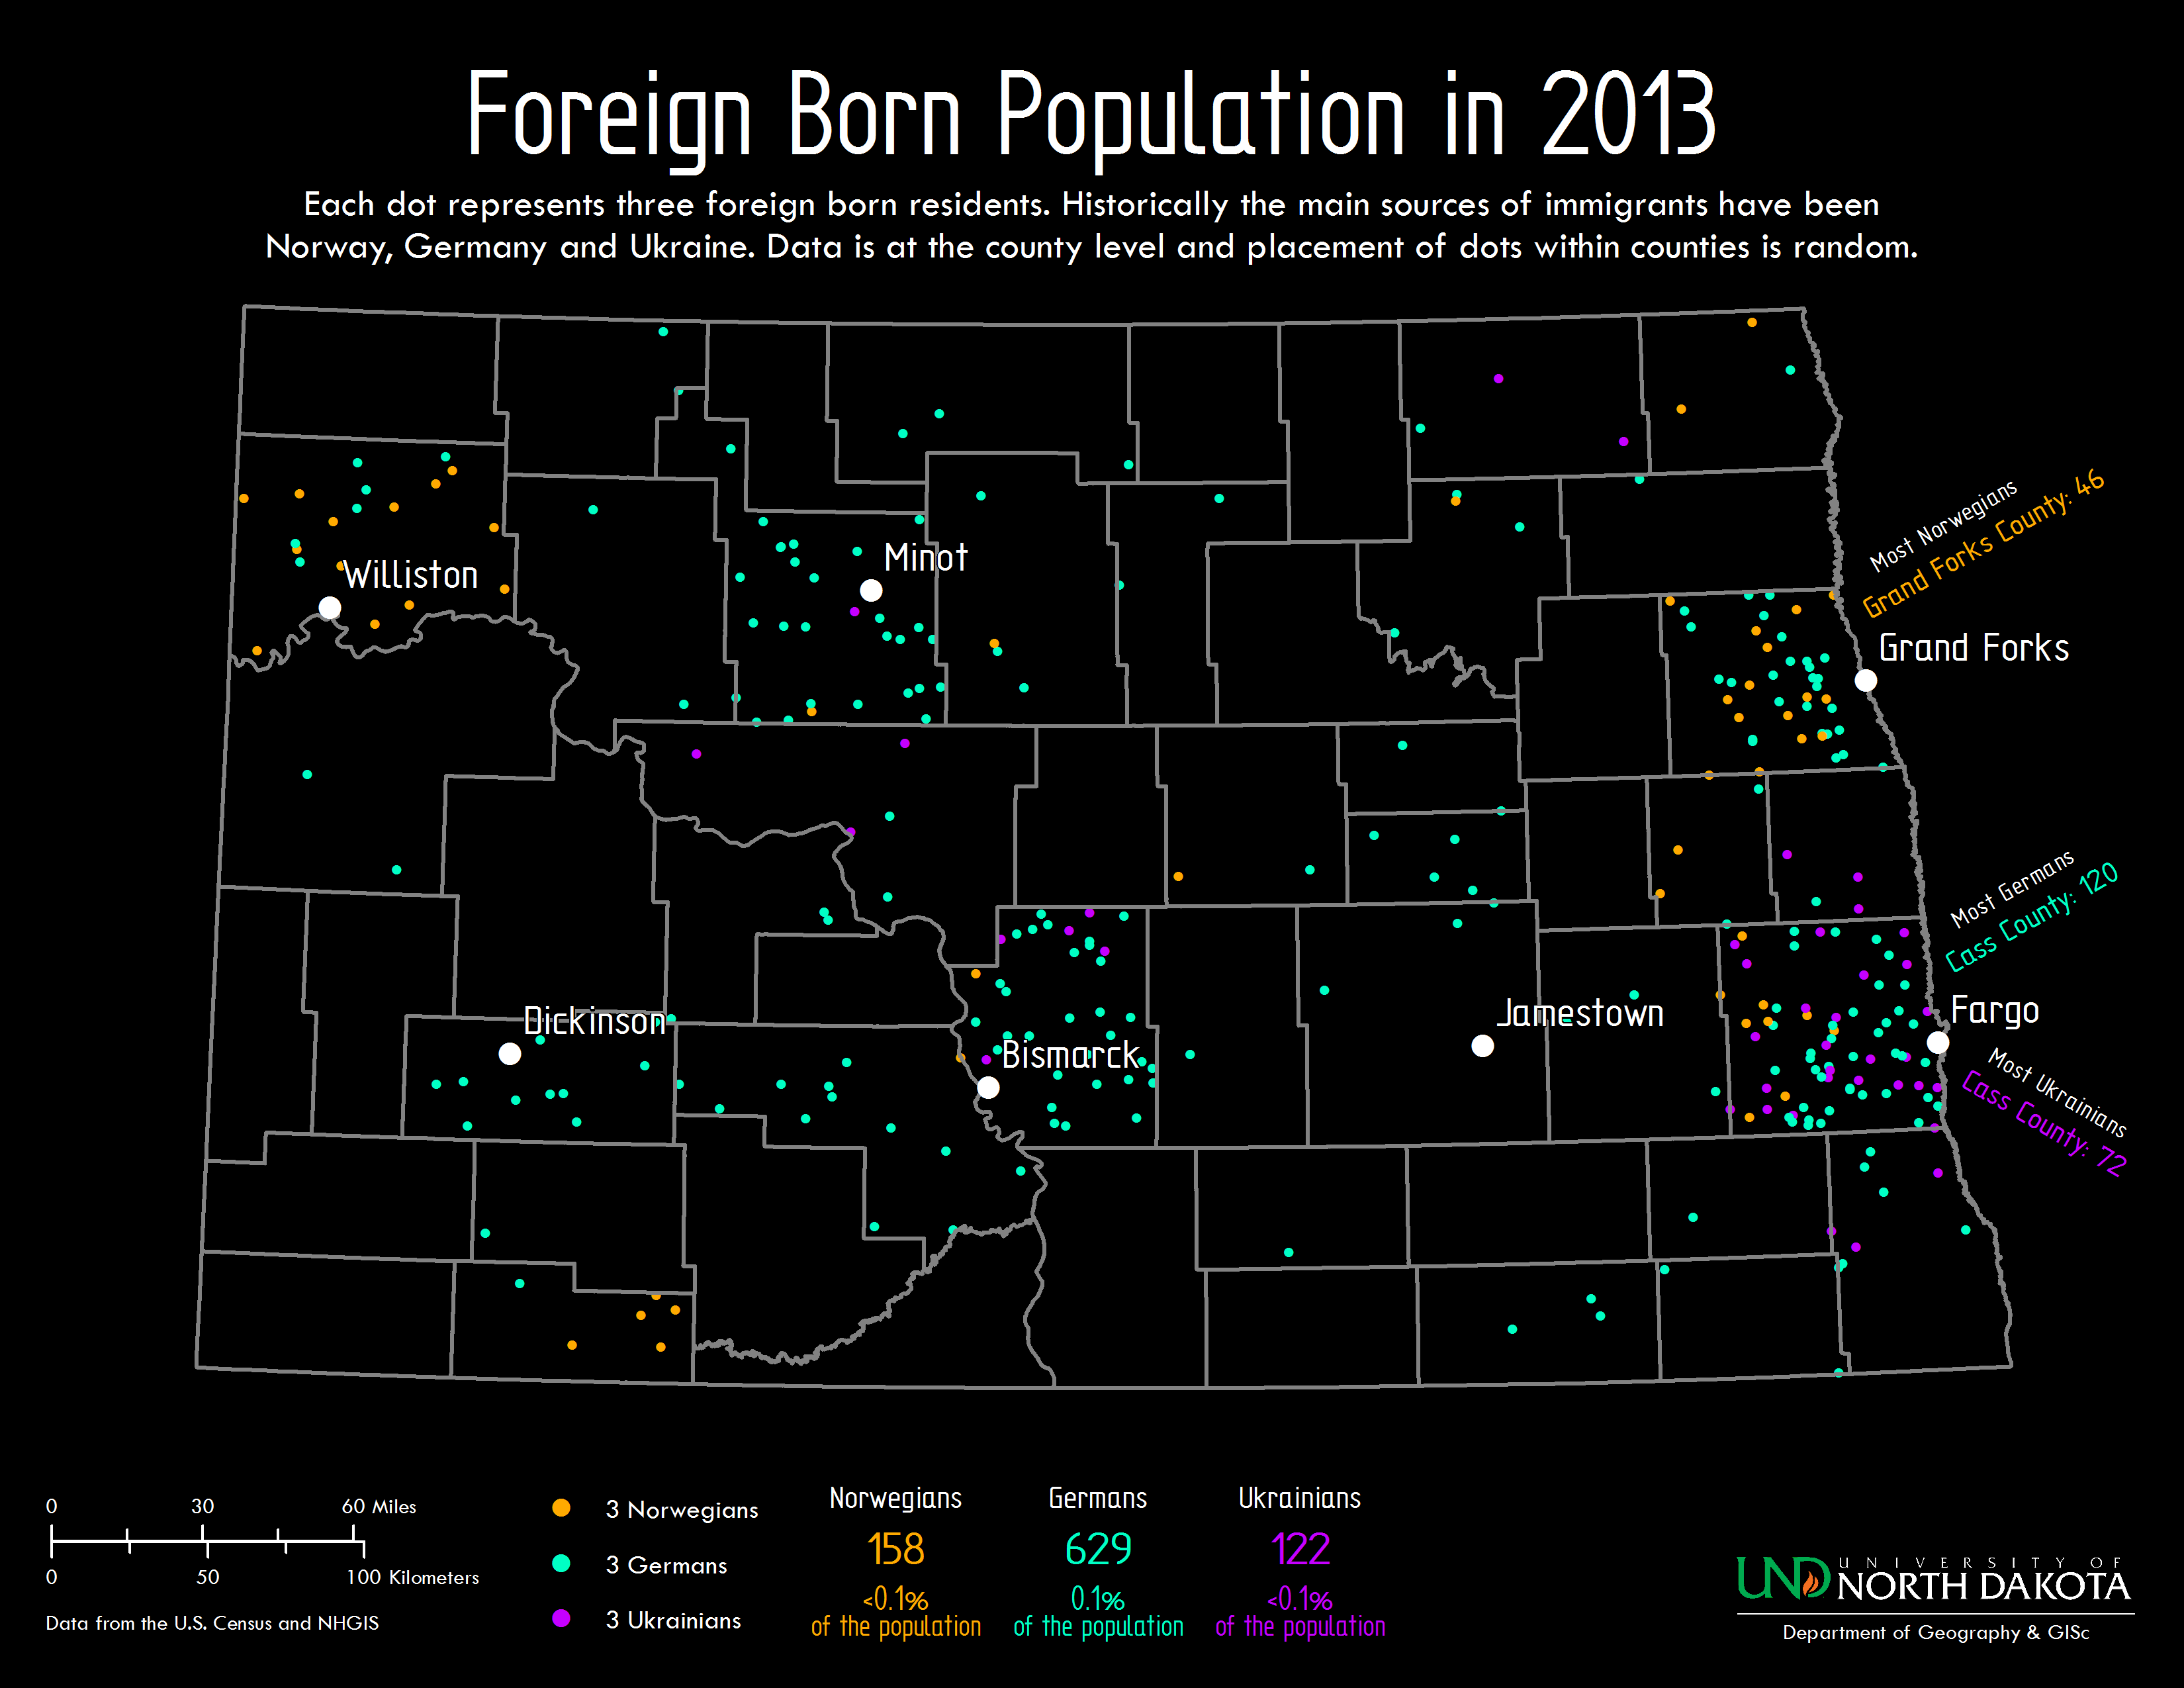 Foreign Born Population in 2013
Each dot represents three foreign born residents. Historically the main sources of immigrants have been
Norway, Germany and Ukraine. Data is at the county level and placement of dots within counties is random.
Most Norwegians
Grand Forks County: 46
Minot
Williston
Grand Forks
Most Germans
Cass County: 120
Dickinson
Jamestown
Fargo
Bismarck
Most Ukrainians
Cass County: 72
0 30 60 Miles
0 50 100 Kilometers
Data from the U.S. Census and NHGIS
3 Norwegians
3 Germans
3 Ukrainians
Norwegians
158
<0.1%
of the population
Germans
629
0.1%
of the population
Ukrainians
122
<0.1%
of the population
UND UNIVERSITY OF
NORTH DAKOTA
Department of Geography & GISc